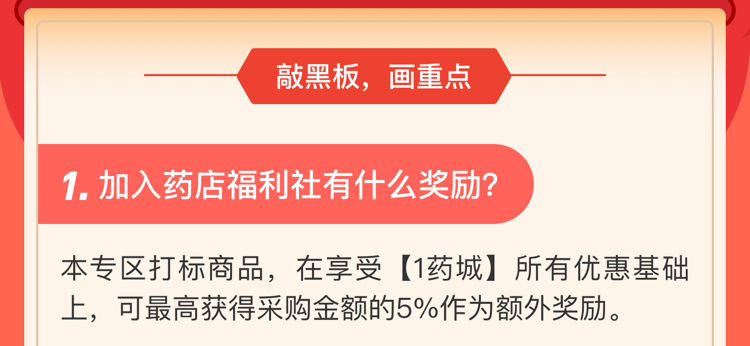 敲黑板，画重点
1. 加入药店福利社有什么奖励?
本专区打标商品，在享受【1药城】所有优惠基础
上，可最高获得采购金额的5%作为额外奖励。